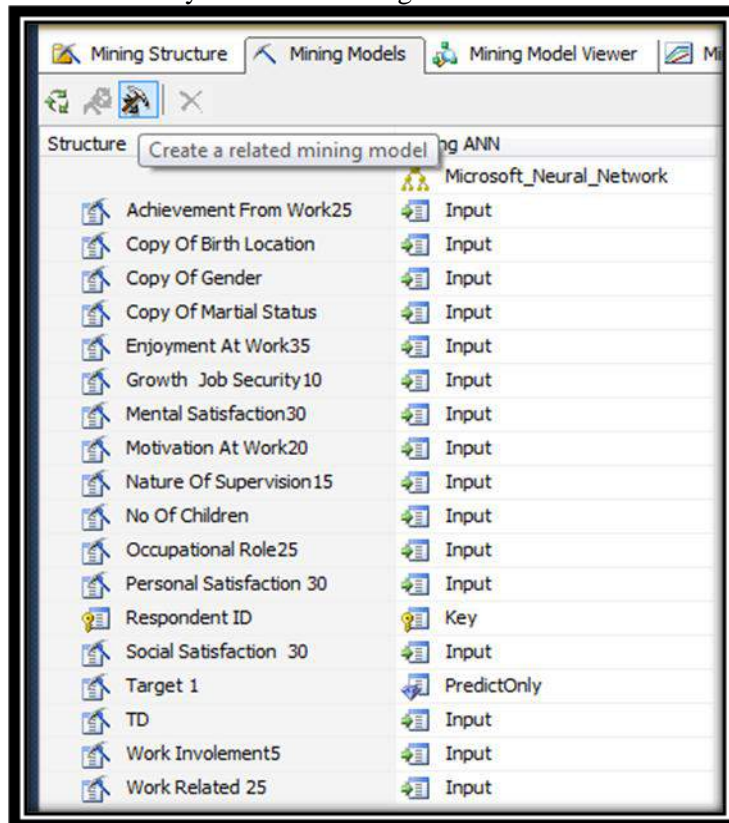 Mining Structure Mining Models Mining Model Viewer Mi
Structure Create a related mining model ng ANN
Microsoft_Neural_Network
Achievement From Work25 Input
Copy Of Birth Location Input
Copy Of Gender Input
Copy Of Martial Status Input
Enjoyment At Work35 Input
Growth Job Security10 Input
Mental Satisfaction30 Input
Motivation At Work20 Input
Nature Of Supervision15 Input
No Of Children Input
Occupational Role25 Input
Personal Satisfaction 30 Input
Respondent ID Key
Social Satisfaction 30 Input
Target 1 PredictOnly
TD Input
Work Involement5 Input
Work Related 25 Input